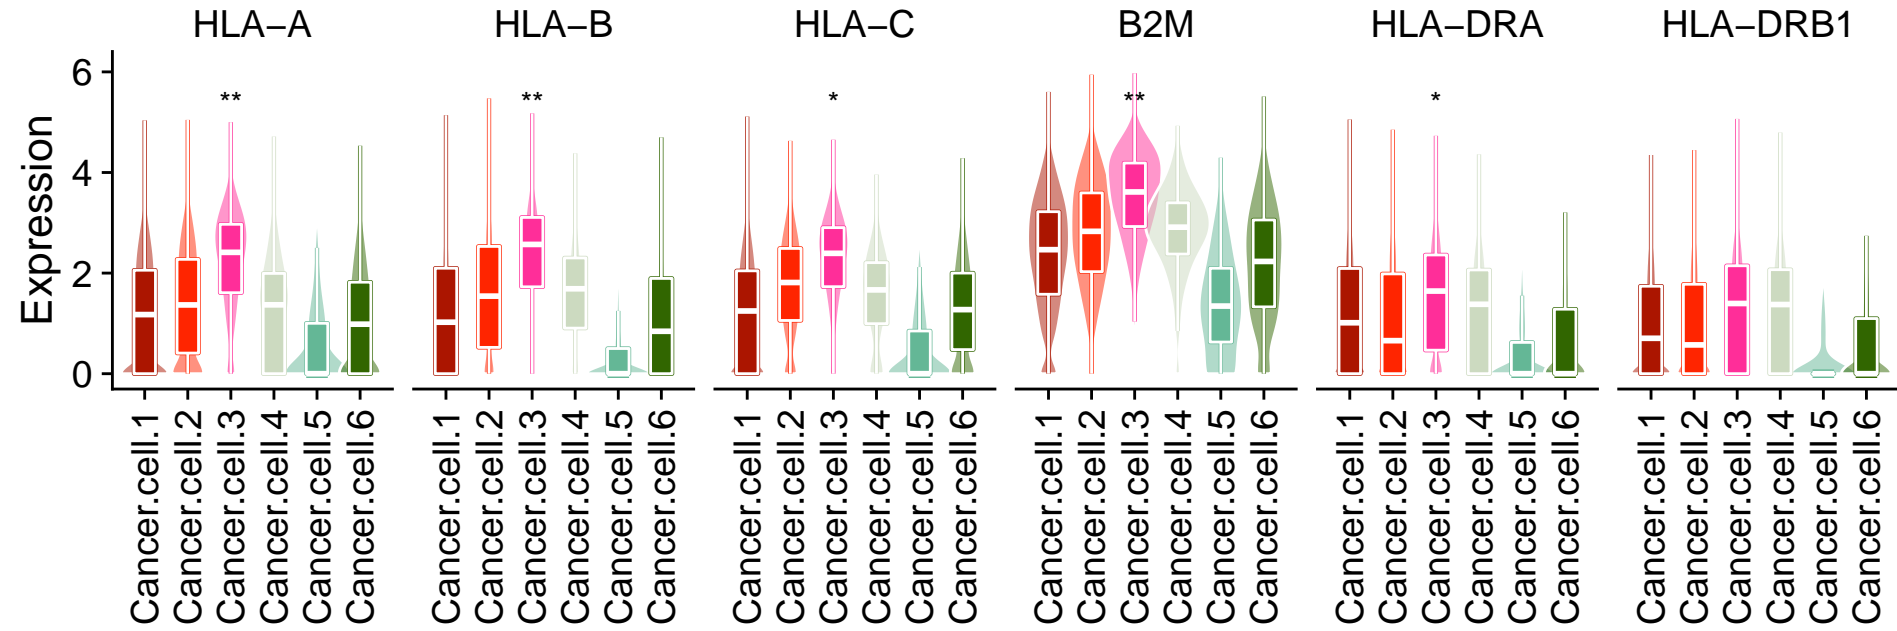 HLA−A HLA−B HLA−C B2M HLA−DRA HLA−DRB1
Expression
6
4
2
0
** ** * ** *
Cancer.cell.1 Cancer.cell.2 Cancer.cell.3 Cancer.cell.4 Cancer.cell.5 Cancer.cell.6
Cancer.cell.1 Cancer.cell.2 Cancer.cell.3 Cancer.cell.4 Cancer.cell.5 Cancer.cell.6
Cancer.cell.1 Cancer.cell.2 Cancer.cell.3 Cancer.cell.4 Cancer.cell.5 Cancer.cell.6
Cancer.cell.1 Cancer.cell.2 Cancer.cell.3 Cancer.cell.4 Cancer.cell.5 Cancer.cell.6
Cancer.cell.1 Cancer.cell.2 Cancer.cell.3 Cancer.cell.4 Cancer.cell.5 Cancer.cell.6
Cancer.cell.1 Cancer.cell.2 Cancer.cell.3 Cancer.cell.4 Cancer.cell.5 Cancer.cell.6